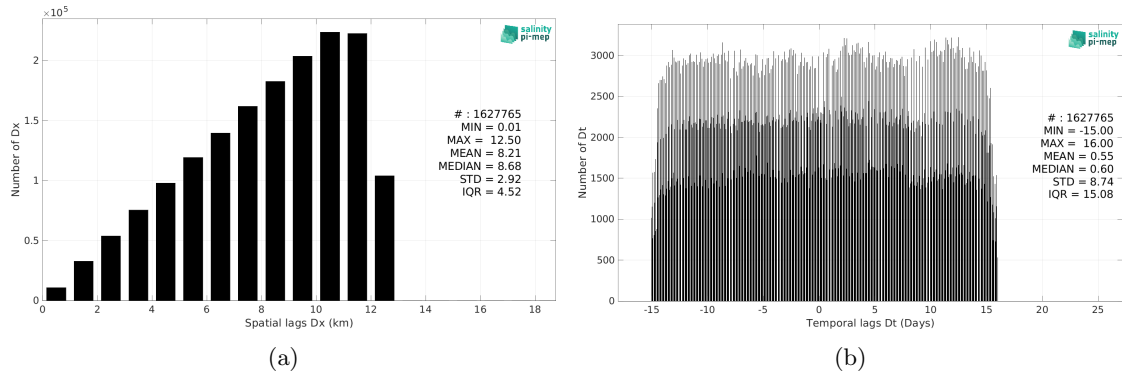 ×10^5
salinity
pi-mep
2
1.5
1
0.5
0
Number of Dx
# : 1627765
MIN = 0.01
MAX = 12.50
MEAN = 8.21
MEDIAN = 8.68
STD = 2.92
IQR = 4.52
0 2 4 6 8 10 12 14 16 18
Spatial lags Dx (km)
(a)
salinity
pi-mep
3000
2500
2000
1500
1000
500
0
Number of Dt
# : 1627765
MIN = -15.00
MAX = 16.00
MEAN = 0.55
MEDIAN = 0.60
STD = 8.74
IQR = 15.08
-15 -10 -5 0 5 10 15 20 25
Temporal lags Dt (Days)
(b)